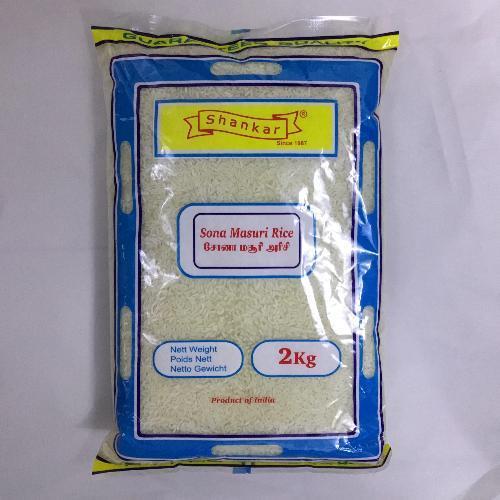 GUARANTEED QUALITY
Shankar®
Since 1987
Sona Masuri Rice
சோனா மசூரி அரிசி
Nett Weight
Poids Nett
Netto Gewicht
2Kg
Product of India